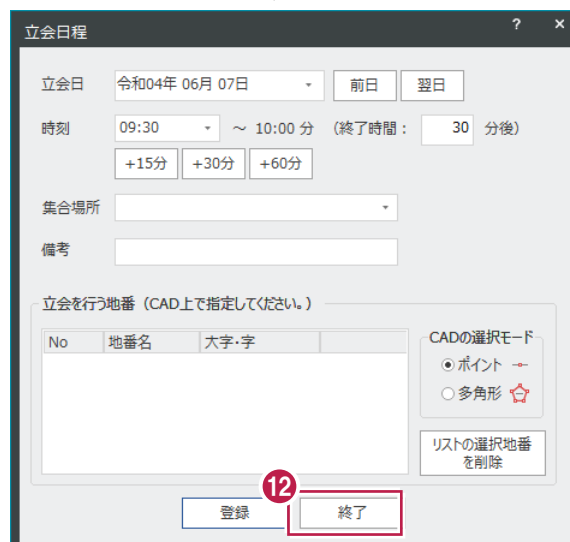 立会日程 ? ×
立会日 令和04年 06月 07日 前日 翌日
時刻 09:30 ～ 10:00 分 (終了時間： 30 分後)
+15分 +30分 +60分
集合場所
備考
立会を行う地番（CAD上で指定してください。）
No 地番名 大字・字
CADの選択モード
ポイント
多角形
リストの選択地番
を削除
12
登録 終了